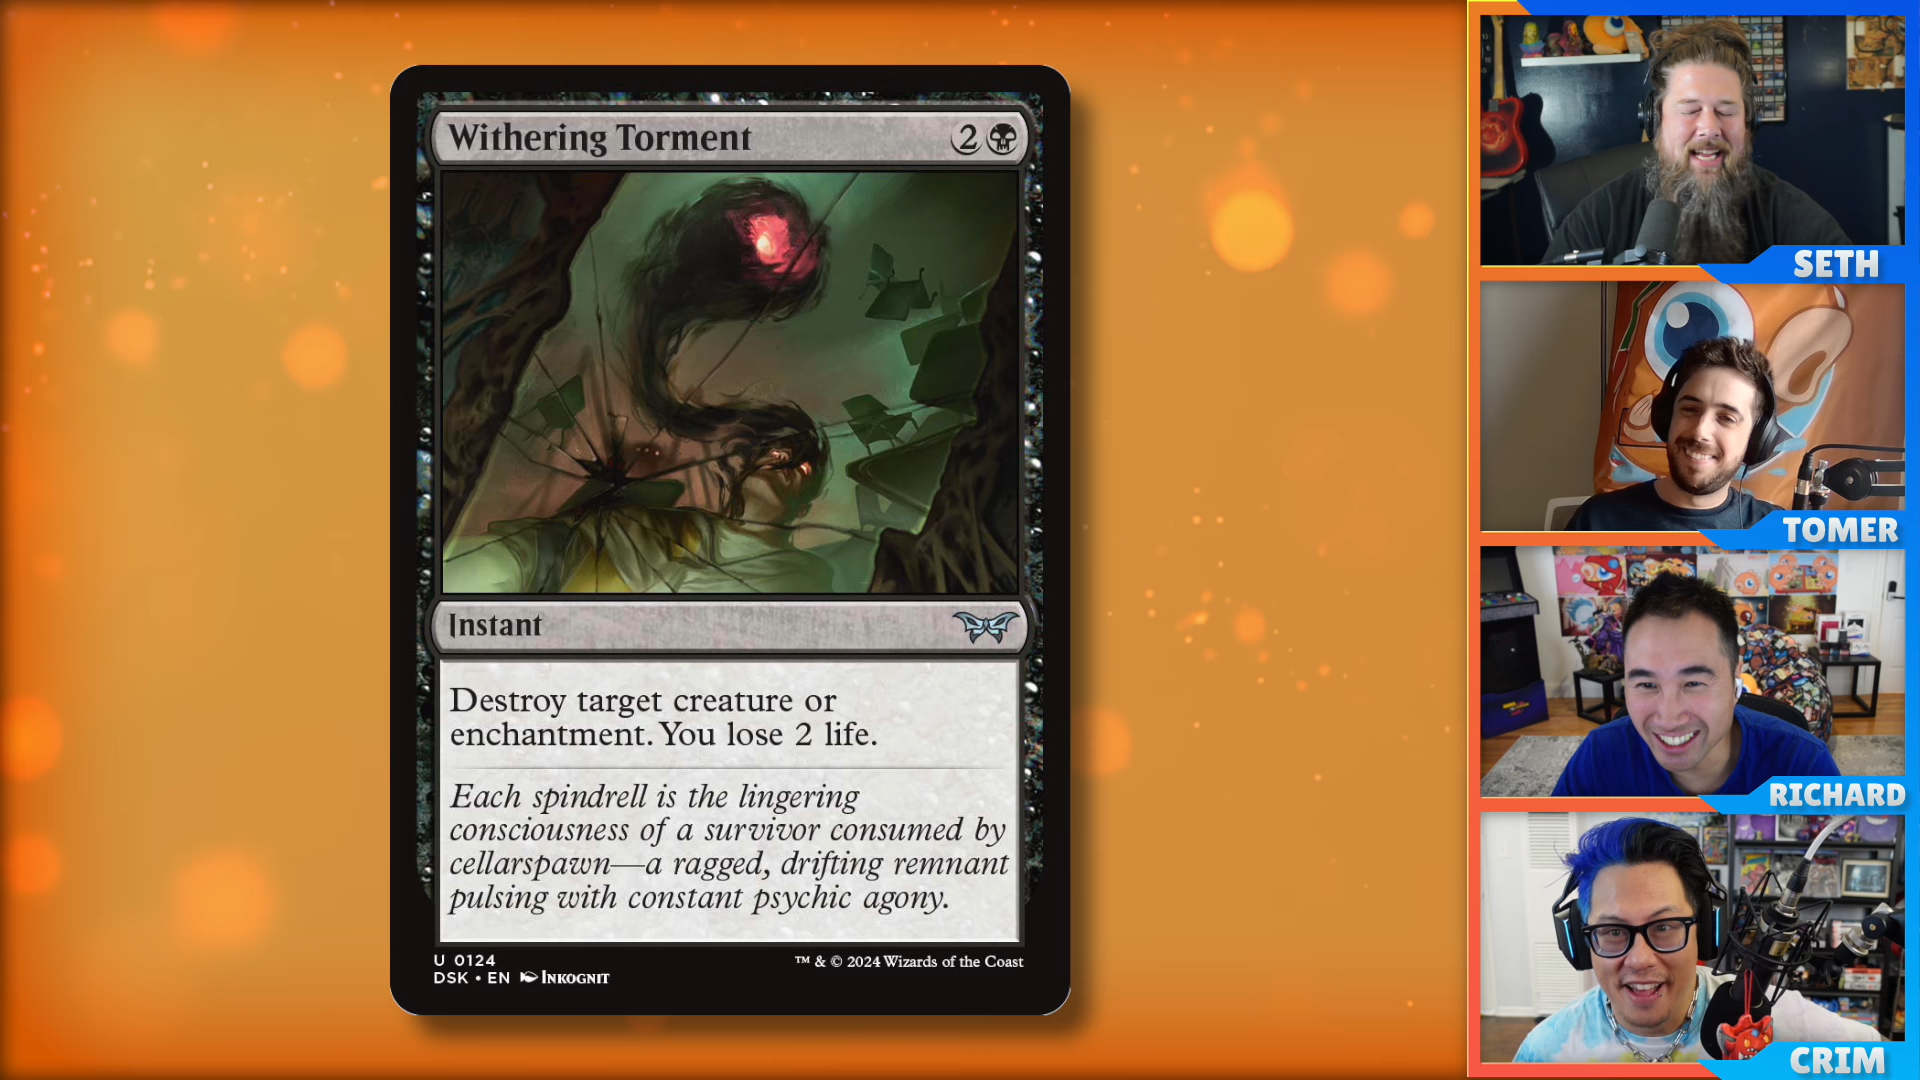 Withering Torment
2
Instant
Destroy target creature or
enchantment. You lose 2 life.
Each spindrell is the lingering
consciousness of a survivor consumed by
cellarspawn—a ragged, drifting remnant
pulsing with constant psychic agony.
U 0124
DSK • EN INKOGNIT
™ & © 2024 Wizards of the Coast
SETH
TOMER
RICHARD
CRIM